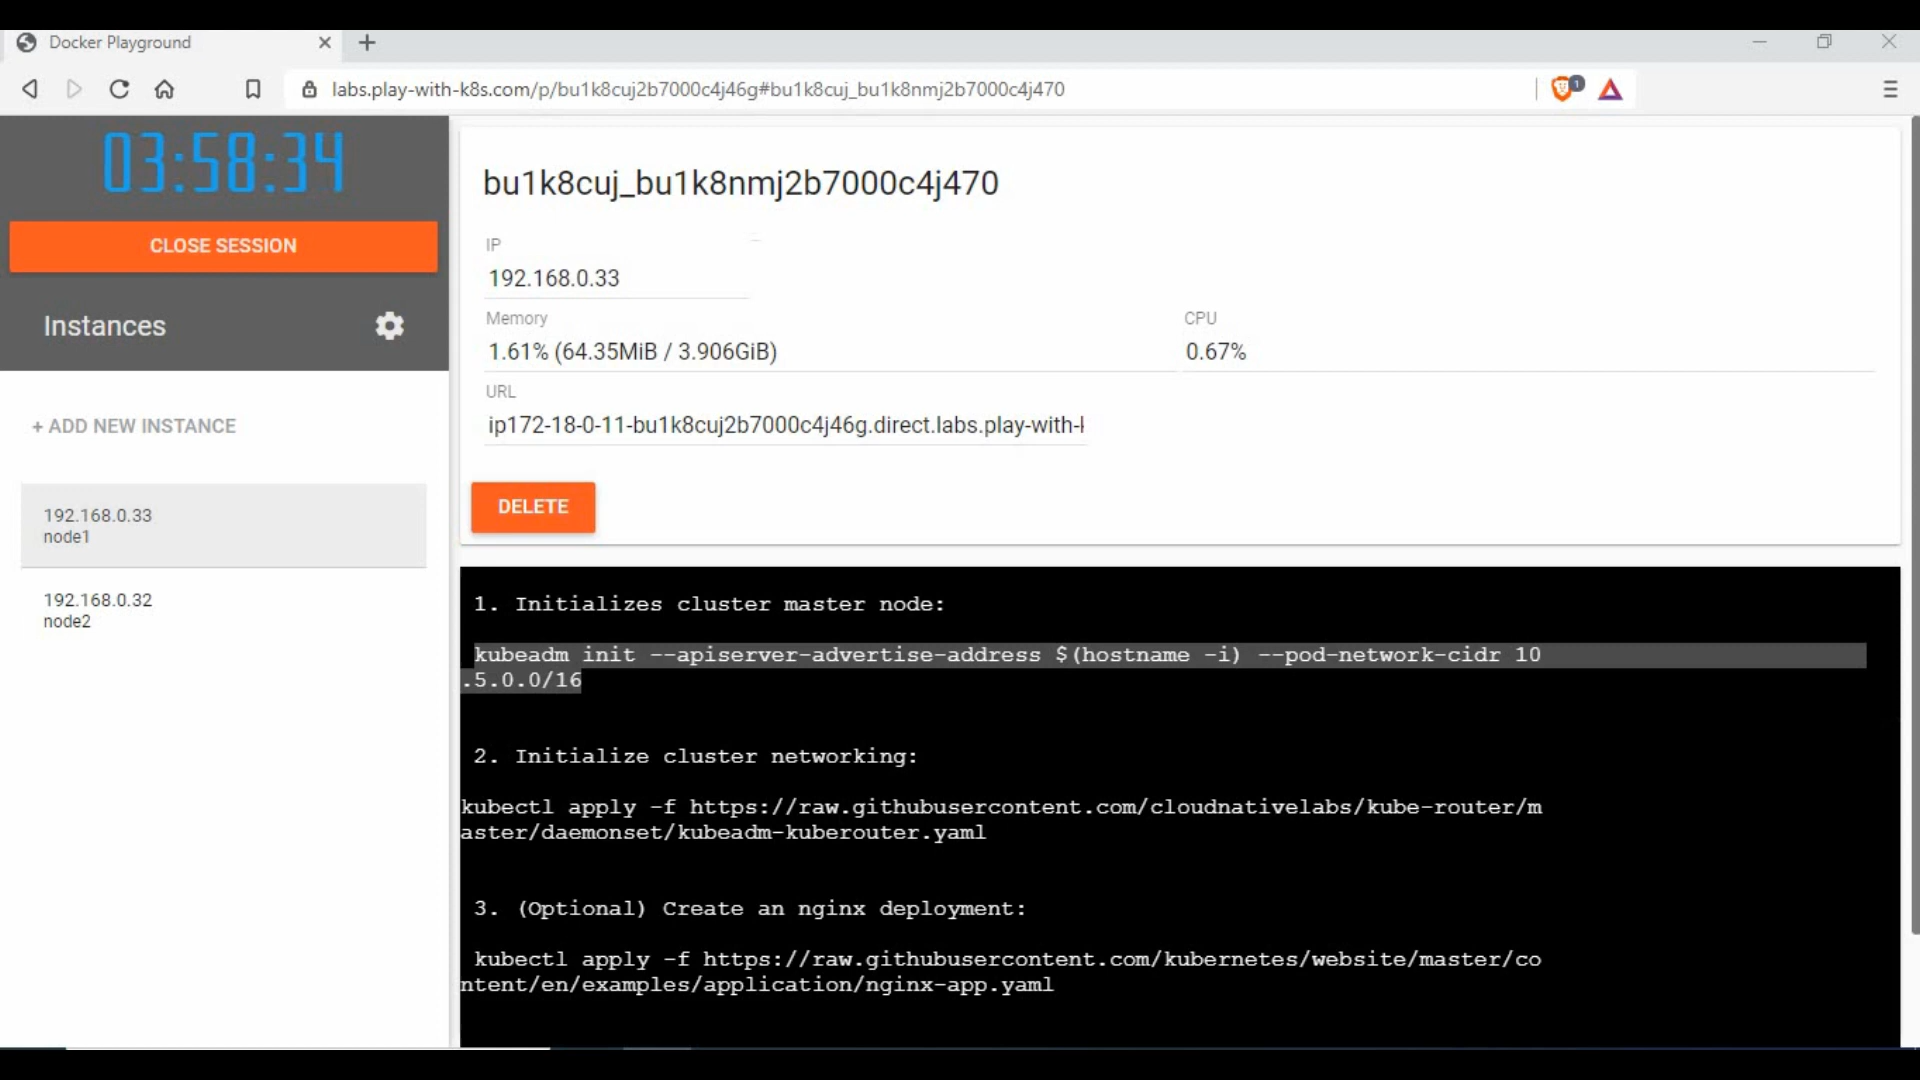 Docker Playground
labs.play-with-k8s.com/p/bu1k8cuj2b7000c4j46g#bu1k8cuj_bu1k8nmj2b7000c4j470
1
03:58:34
CLOSE SESSION
Instances
+ ADD NEW INSTANCE
192.168.0.33
node1
192.168.0.32
node2
bu1k8cuj_bu1k8nmj2b7000c4j470
IP
192.168.0.33
Memory
1.61% (64.35MiB / 3.906GiB)
CPU
0.67%
URL
ip172-18-0-11-bu1k8cuj2b7000c4j46g.direct.labs.play-with-
DELETE
1. Initializes cluster master node:
kubeadm init --apiserver-advertise-address $(hostname -i) --pod-network-cidr 10
.5.0.0/16
2. Initialize cluster networking:
kubectl apply -f https://raw.githubusercontent.com/cloudnativelabs/kube-router/m
aster/daemonset/kubeadm-kuberouter.yaml
3. (Optional) Create an nginx deployment:
kubectl apply -f https://raw.githubusercontent.com/kubernetes/website/master/co
ntent/en/examples/application/nginx-app.yaml